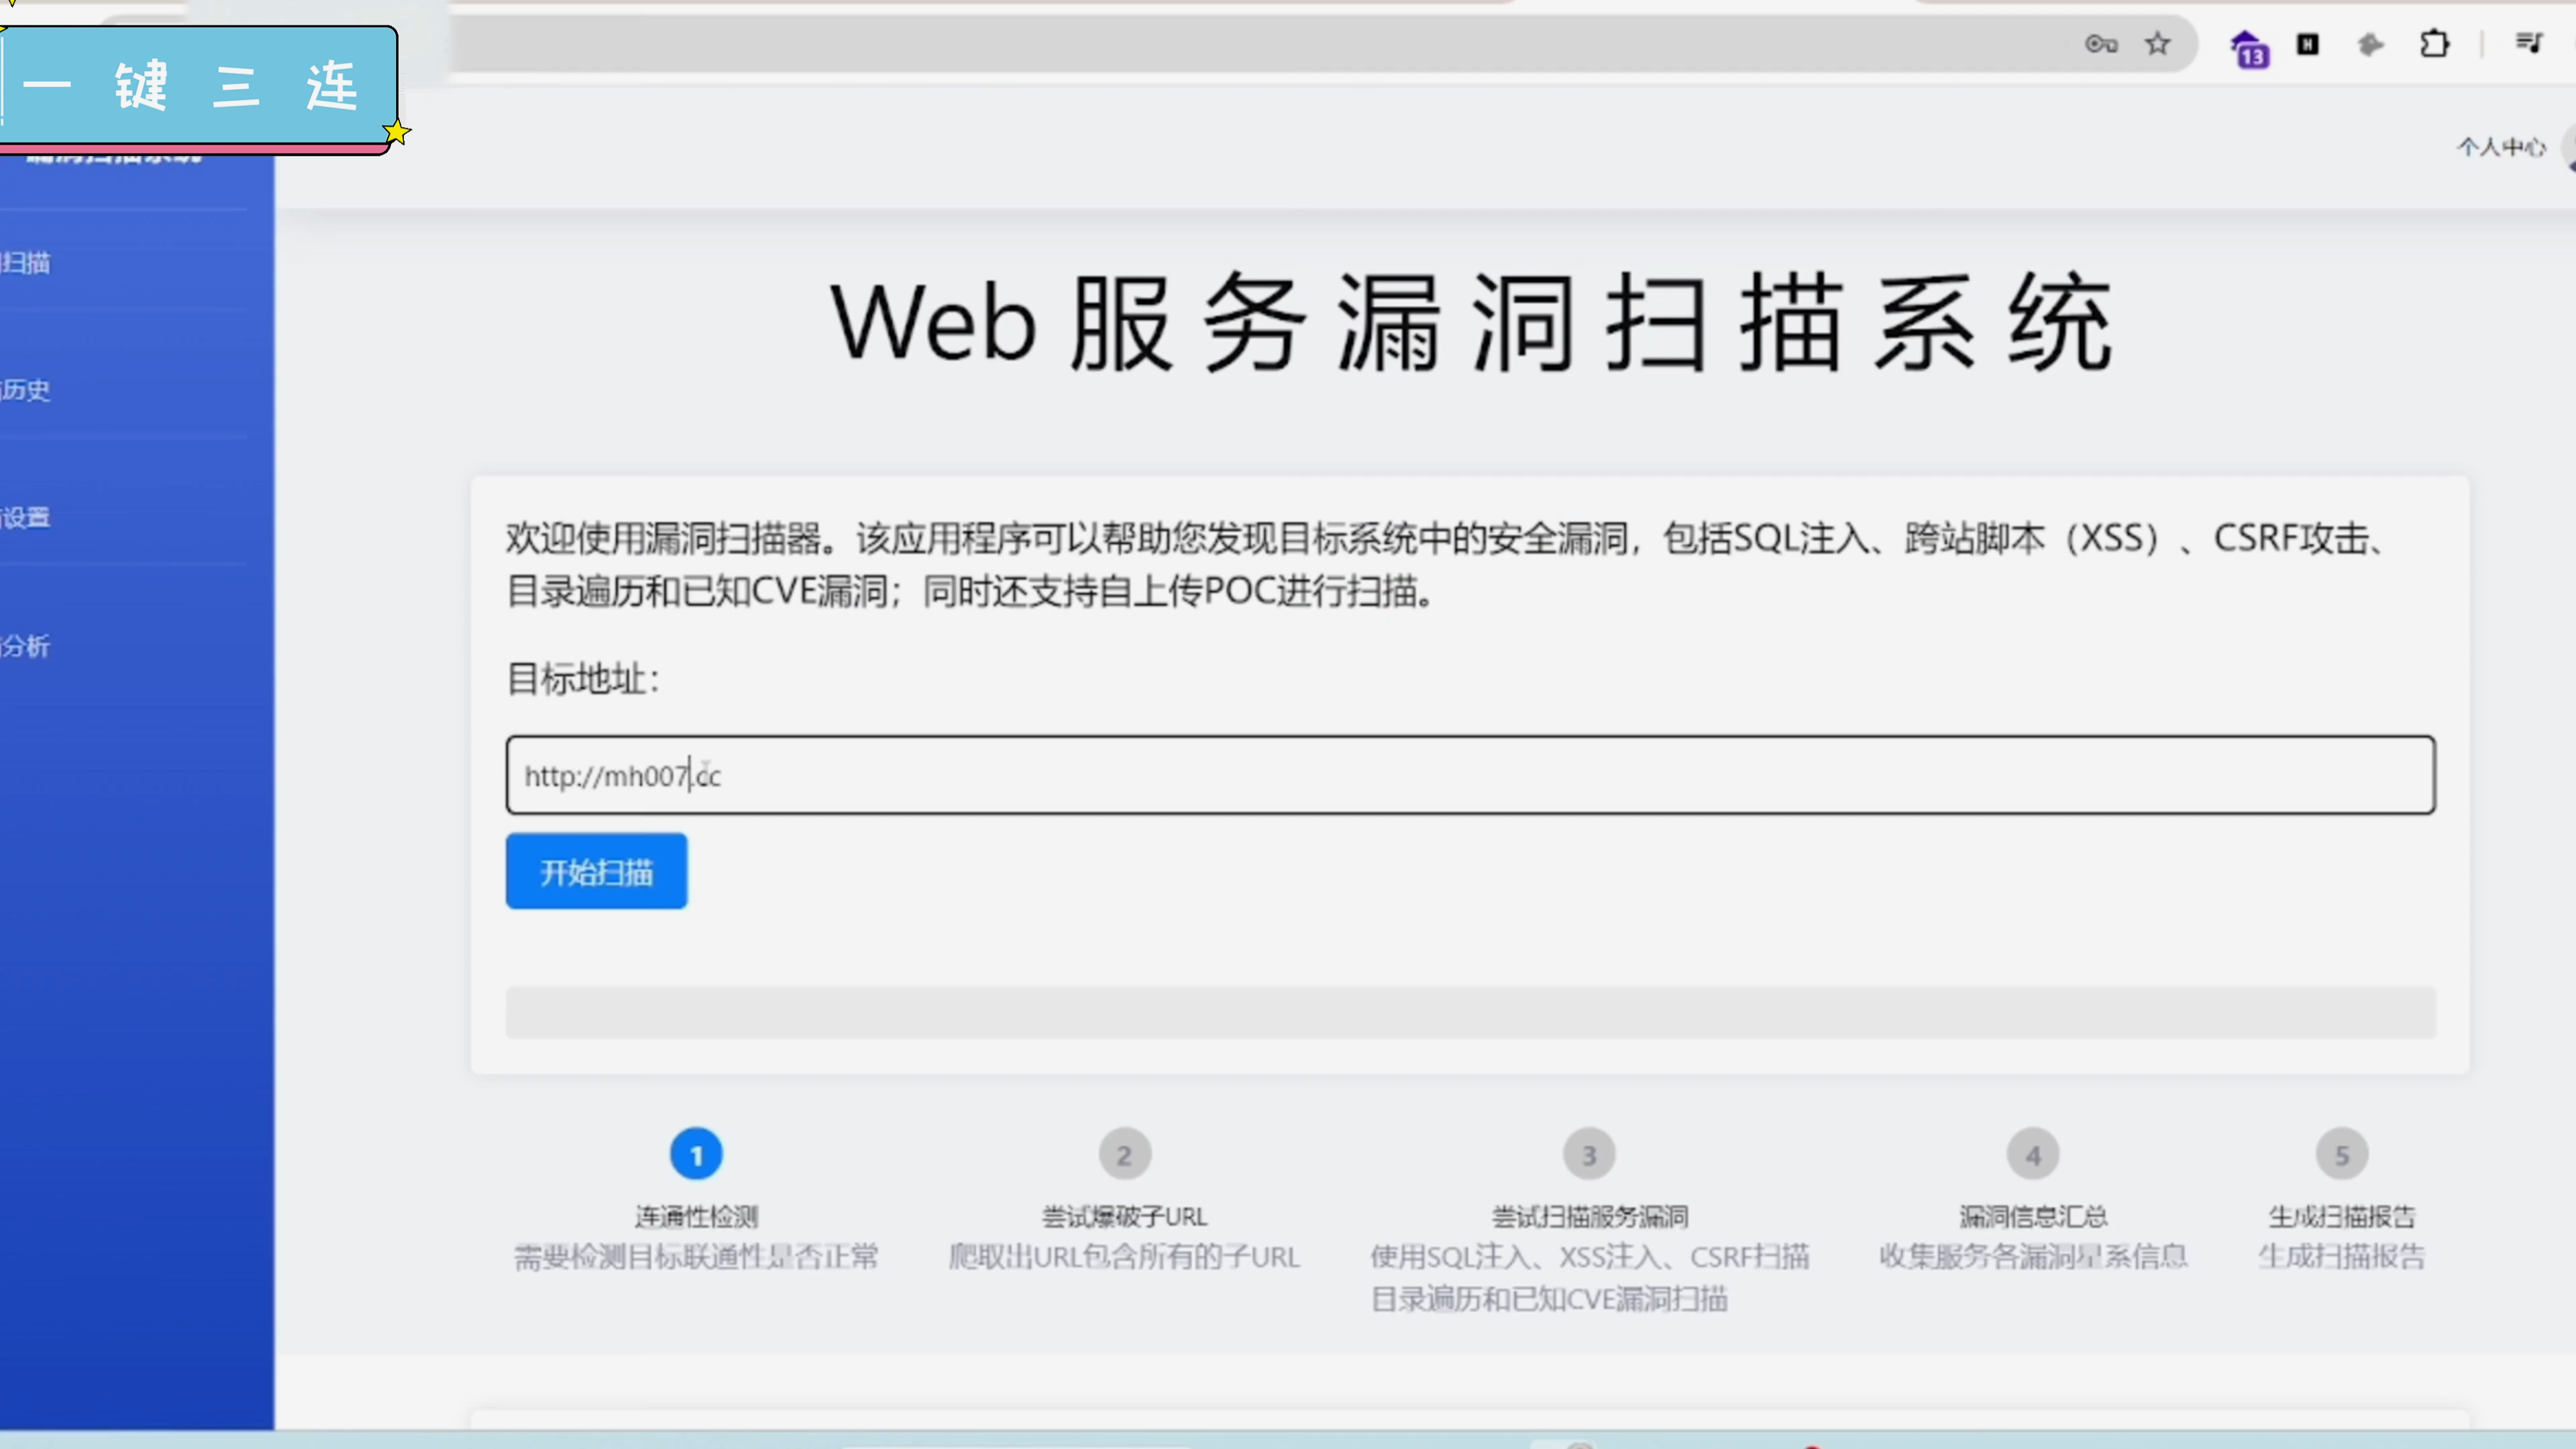 一键三连
13
个人中心
扫描
历史
设置
分析
Web 服务漏洞扫描系统
欢迎使用漏洞扫描器。该应用程序可以帮助您发现目标系统中的安全漏洞，包括SQL注入、跨站脚本（XSS）、CSRF攻击、
目录遍历和已知CVE漏洞；同时还支持自上传POC进行扫描。
目标地址：
http://mh007.cc
开始扫描
1
连通性检测
需要检测目标联通性是否正常
2
尝试爆破子URL
爬取出URL包含所有的子URL
3
尝试扫描服务漏洞
使用SQL注入、XSS注入、CSRF扫描
目录遍历和已知CVE漏洞扫描
4
漏洞信息汇总
收集服务各漏洞星系信息
5
生成扫描报告
生成扫描报告